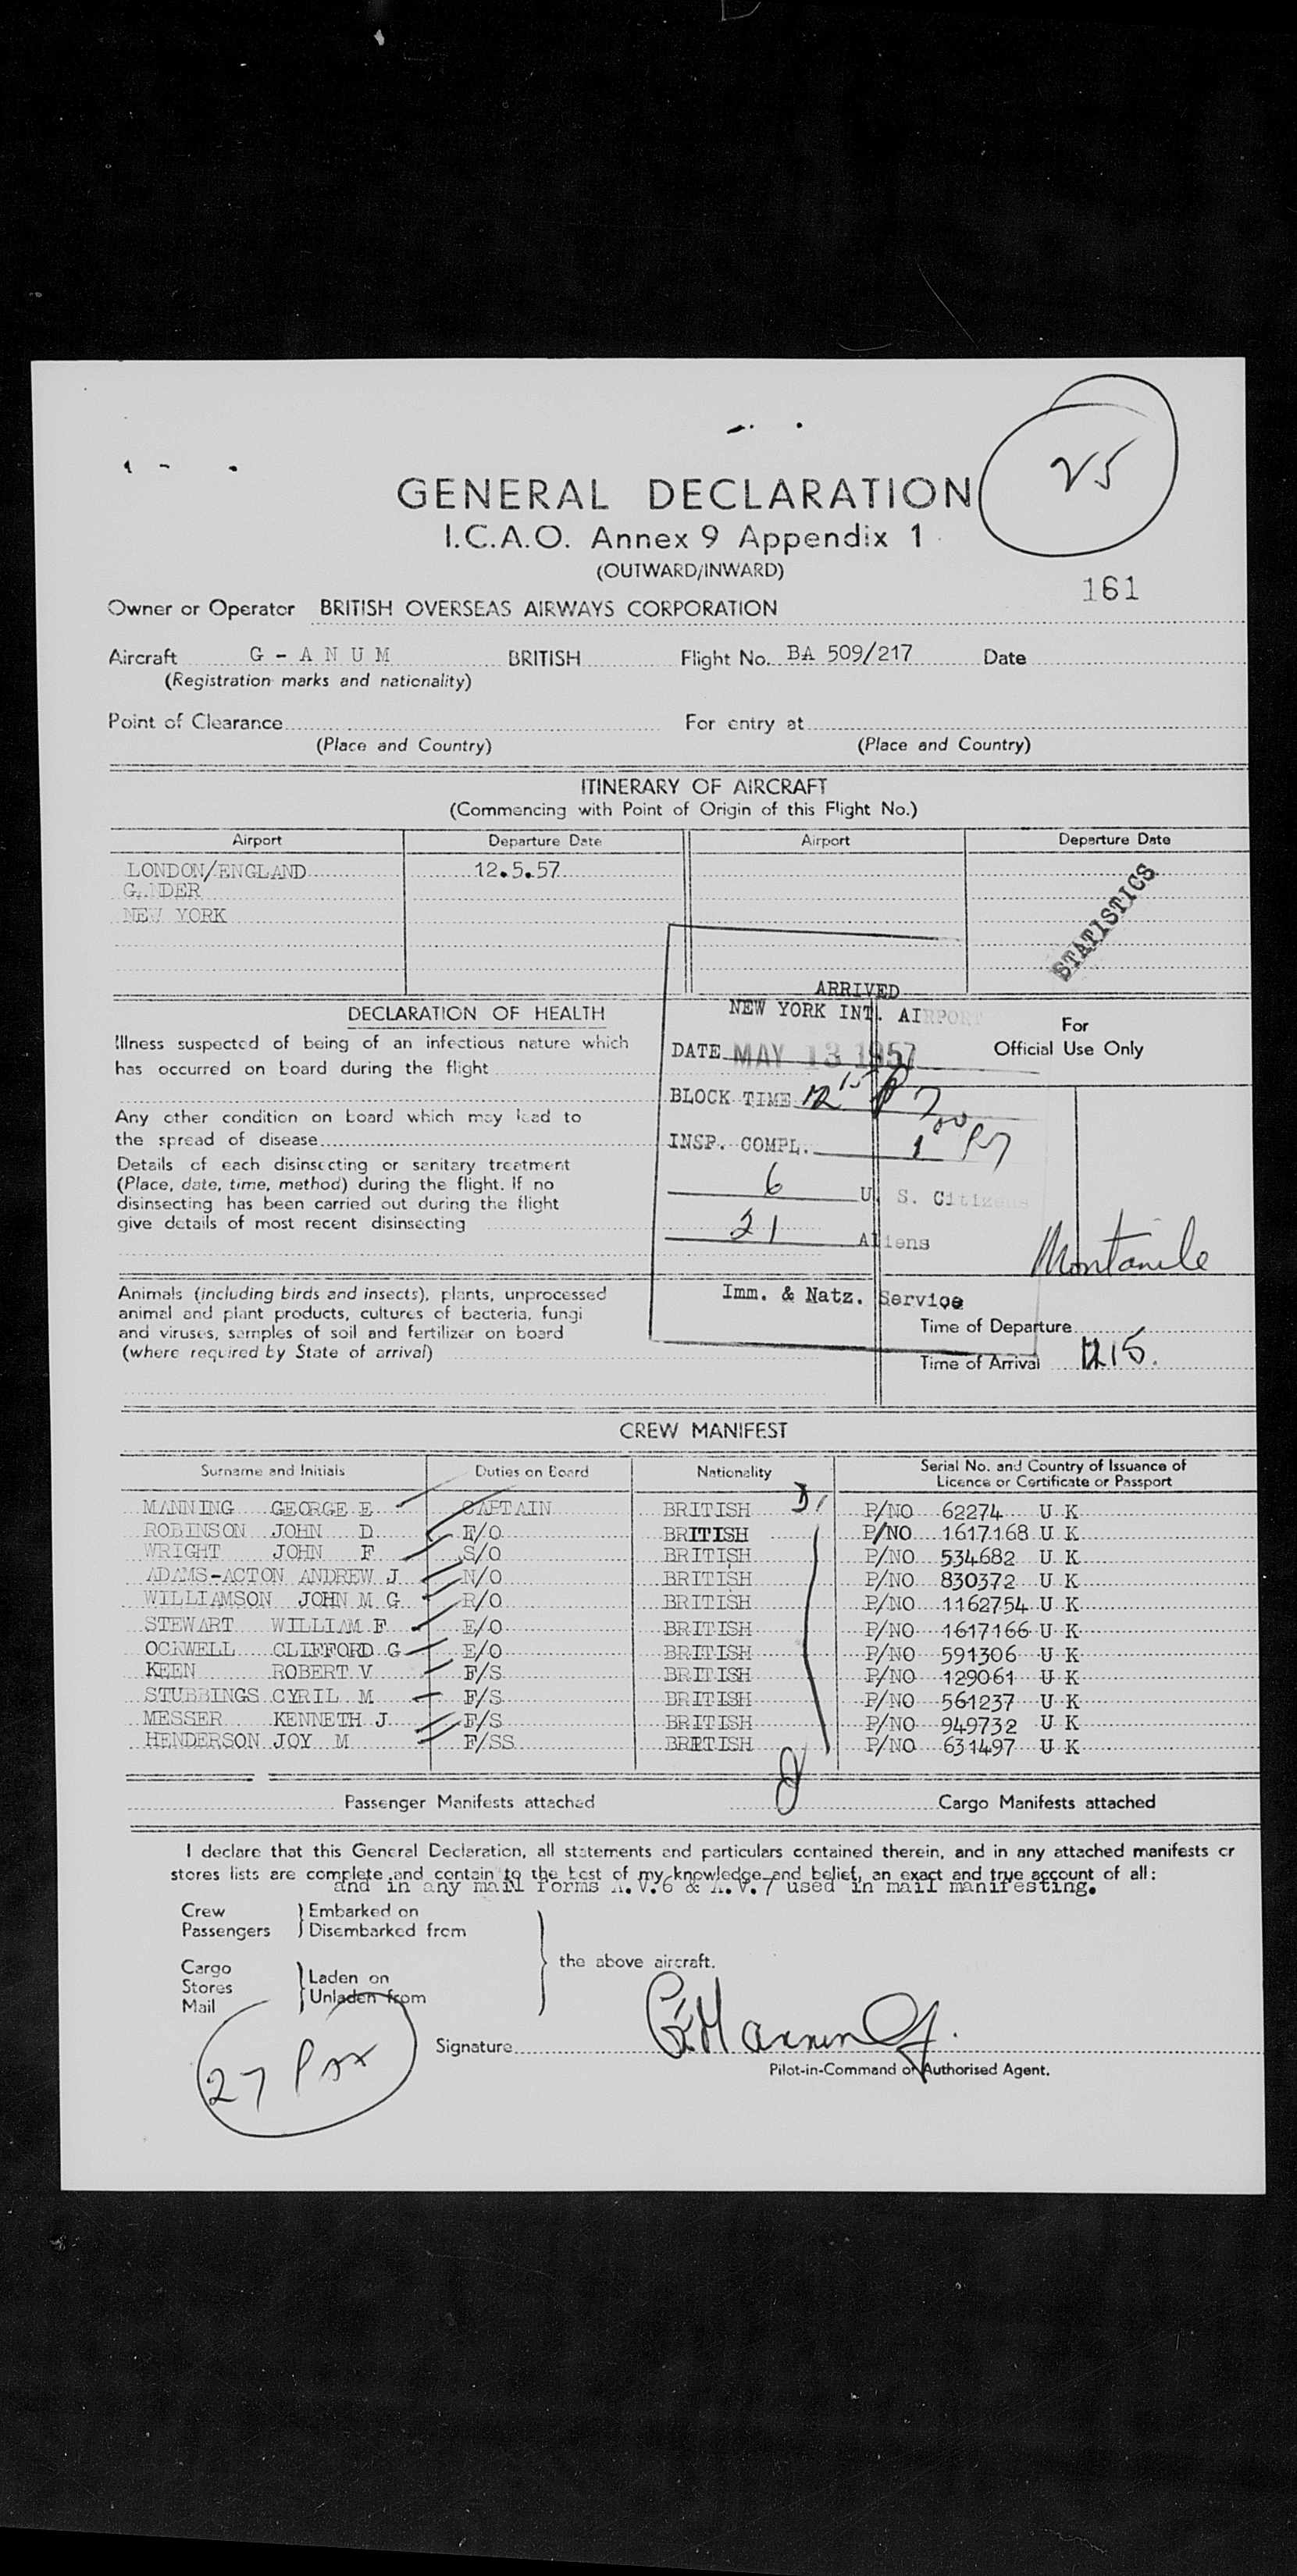 25
GENERAL DECLARATION
I.C.A.O. Annex 9 Appendix 1
(OUTWARD/INWARD)
161
Owner or Operator BRITISH OVERSEAS AIRWAYS CORPORATION
Aircraft G - A N U M BRITISH Flight No. BA 509/217 Date
(Registration marks and nationality)
Point of Clearance For entry at
(Place and Country) (Place and Country)
ITINERARY OF AIRCRAFT
(Commencing with Point of Origin of this Flight No.)
Airport Departure Date Airport Departure Date
LONDON/ENGLAND 12.5.57
G..NDER
NEW YORK
STATISTICS
ARRIVED
NEW YORK INT. AIRPORT
DATE MAY 13 1957
BLOCK TIME 12 15
INSP. COMPL. 1
6 U. S. Citizens
21 Aliens
Imm. & Natz. Service
DECLARATION OF HEALTH
Illness suspected of being of an infectious nature which
has occurred on board during the flight
Any other condition on board which may lead to
the spread of disease
Details of each disinsecting or sanitary treatment
(Place, date, time, method) during the flight. If no
disinsecting has been carried out during the flight
give details of most recent disinsecting
For
Official Use Only
Animals (including birds and insects), plants, unprocessed
animal and plant products, cultures of bacteria, fungi
and viruses, samples of soil and fertilizer on board
(where required by State of arrival)
Time of Departure
Time of Arrival 1215.
CREW MANIFEST
Surname and Initials Duties on Board Nationality Serial No. and Country of Issuance of
Licence or Certificate or Passport
MANNING GEORGE E CAPTAIN BRITISH P/NO 62274 U K
ROBINSON JOHN D F/O BRITISH P/NO 1617168 U K
WRIGHT JOHN F S/O BRITISH P/NO 534682 U K
ADAMS-ACTON ANDREW J N/O BRITISH P/NO 830372 U K
WILLIAMSON JOHN M G R/O BRITISH P/NO 1162754 U K
STEWART WILLIAM F E/O BRITISH P/NO 1617166 U K
OCKWELL CLIFFORD G E/O BRITISH P/NO 591306 U K
KEEN ROBERT V F/S BRITISH P/NO 129061 U K
STUBBINGS CYRIL M F/S BRITISH P/NO 561237 U K
MESSER KENNETH J F/S BRITISH P/NO 949732 U K
HENDERSON JOY M F/SS BRITISH P/NO 631497 U K
Passenger Manifests attached Cargo Manifests attached
I declare that this General Declaration, all statements and particulars contained therein, and in any attached manifests or
stores lists are complete and contain to the best of my knowledge and belief, an exact and true account of all:
and in any mail forms A.V.6 & A.V.7 used in mail manifesting.
Crew Embarked on
Passengers Disembarked from
the above aircraft.
Cargo
Stores Laden on
Mail Unladen from
27 Pax
Signature G E Manning.
Pilot-in-Command or Authorised Agent.